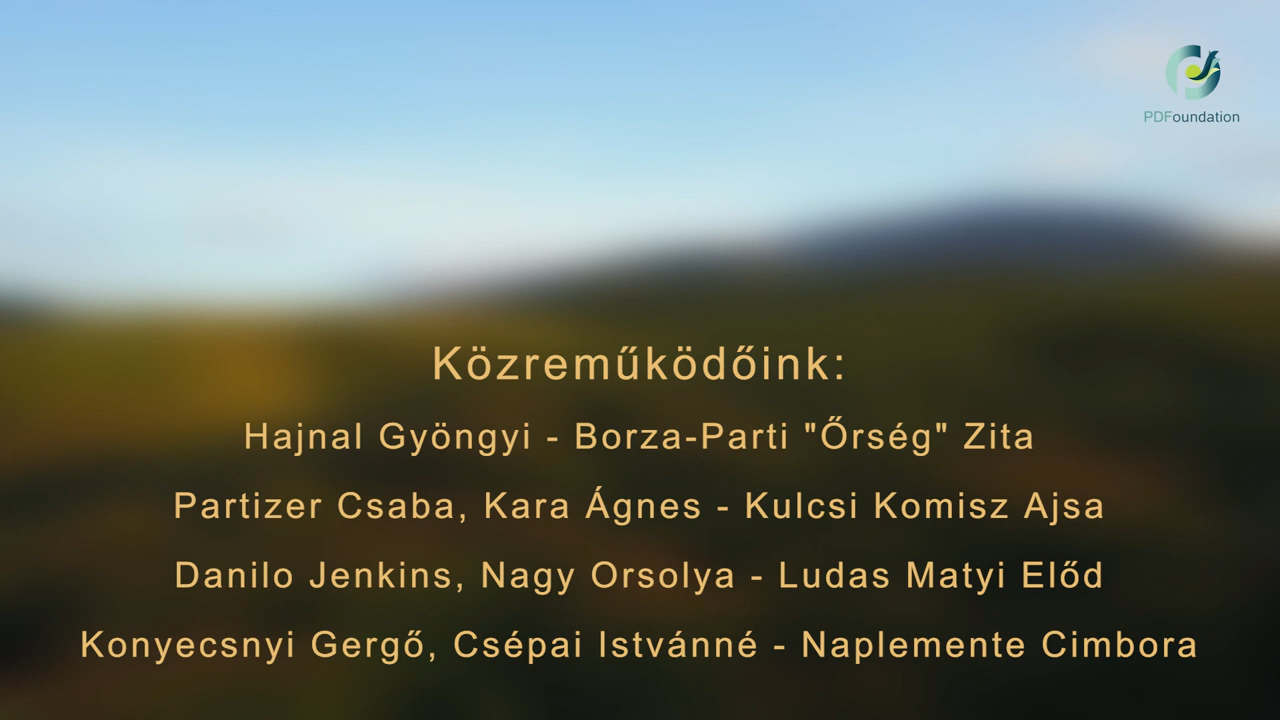 PDFoundation
Közreműködőink:
Hajnal Gyöngyi - Borza-Parti "Őrség" Zita
Partizer Csaba, Kara Ágnes - Kulcsi Komisz Ajsa
Danilo Jenkins, Nagy Orsolya - Ludas Matyi Előd
Konyecsnyi Gergő, Csépai Istvánné - Naplemente Cimbora